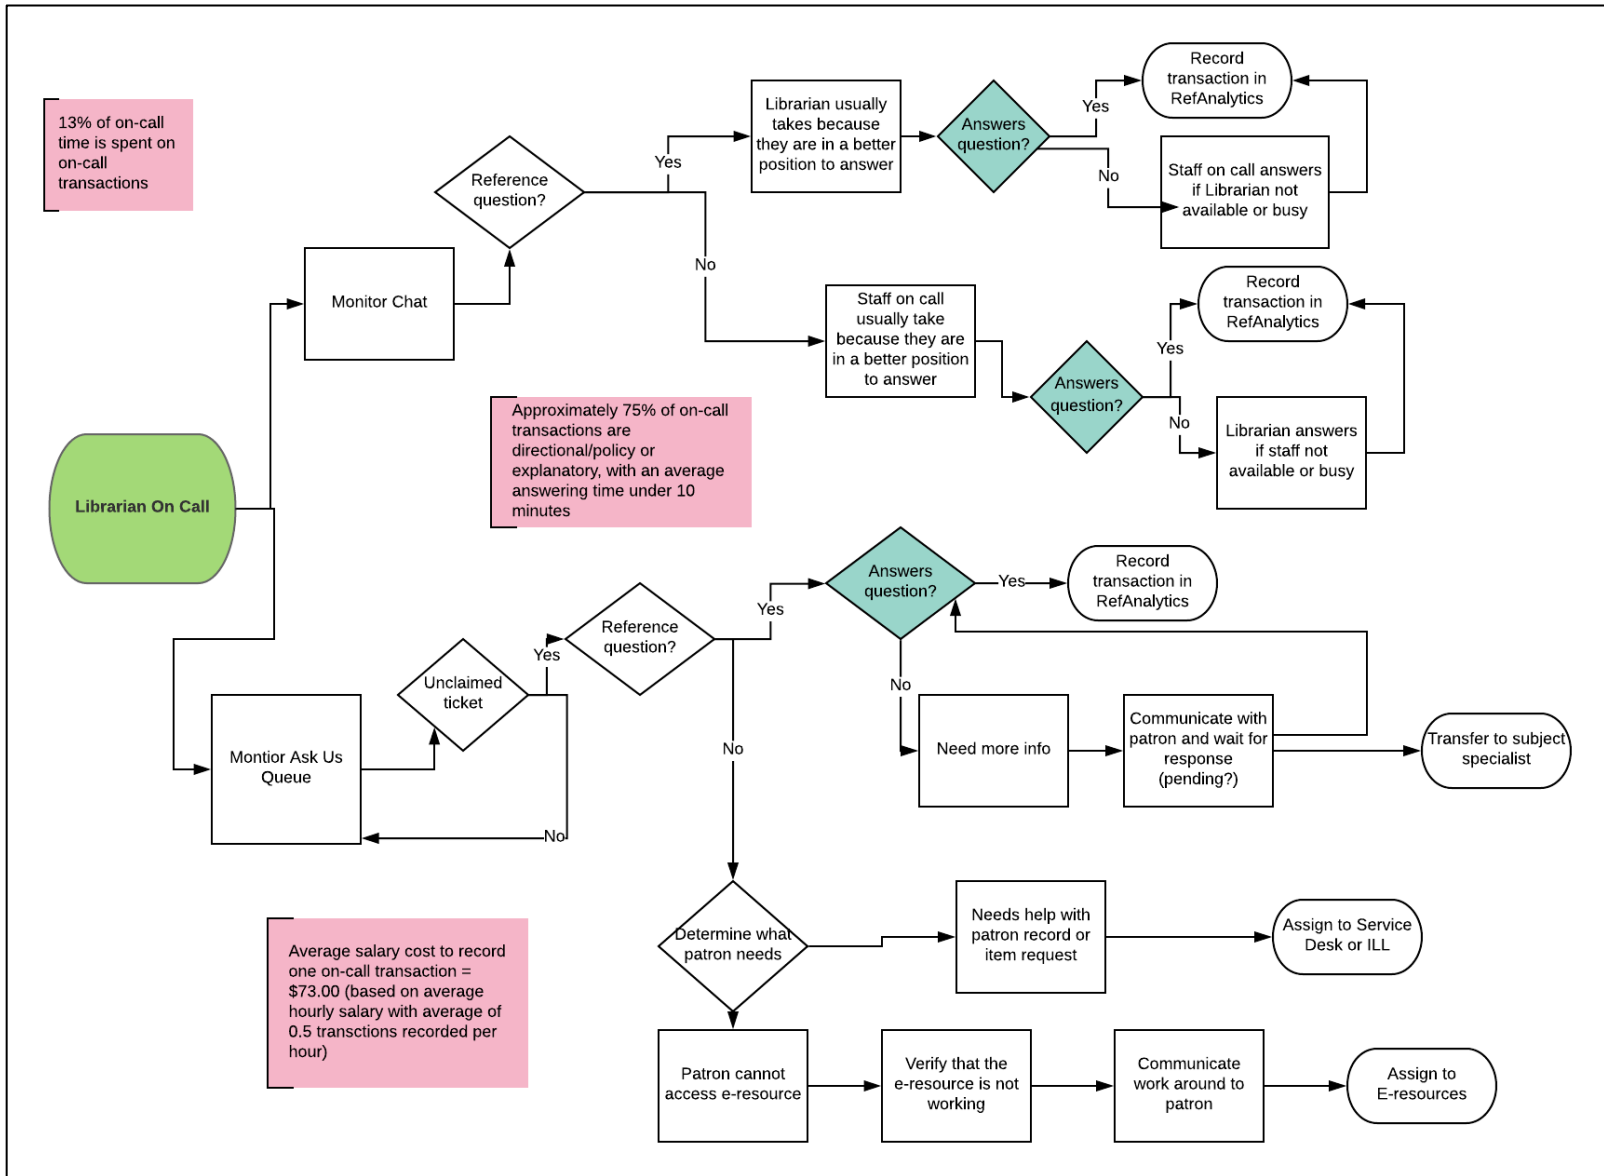 13% of on-call
time is spent on
on-call
transactions
Reference
question?
Yes
No
Librarian usually
takes because
they are in a better
position to answer
Answers
question?
Yes
No
Record
transaction in
RefAnalytics
Staff on call answers
if Librarian not
available or busy
Monitor Chat
Staff on call
usually take
because they are
in a better position
to answer
Answers
question?
Yes
No
Record
transaction in
RefAnalytics
Librarian answers
if staff not
available or busy
Approximately 75% of on-call
transactions are
directional/policy or
explanatory, with an average
answering time under 10
minutes
Librarian On Call
Montior Ask Us
Queue
Unclaimed
ticket
Yes
No
Reference
question?
Yes
No
Answers
question?
Yes
No
Record
transaction in
RefAnalytics
Need more info
Communicate with
patron and wait for
response
(pending?)
Transfer to subject
specialist
Determine what
patron needs
Needs help with
patron record or
item request
Assign to Service
Desk or ILL
Average salary cost to record
one on-call transaction =
$73.00 (based on average
hourly salary with average of
0.5 transctions recorded per
hour)
Patron cannot
access e-resource
Verify that the
e-resource is not
working
Communicate
work around to
patron
Assign to
E-resources